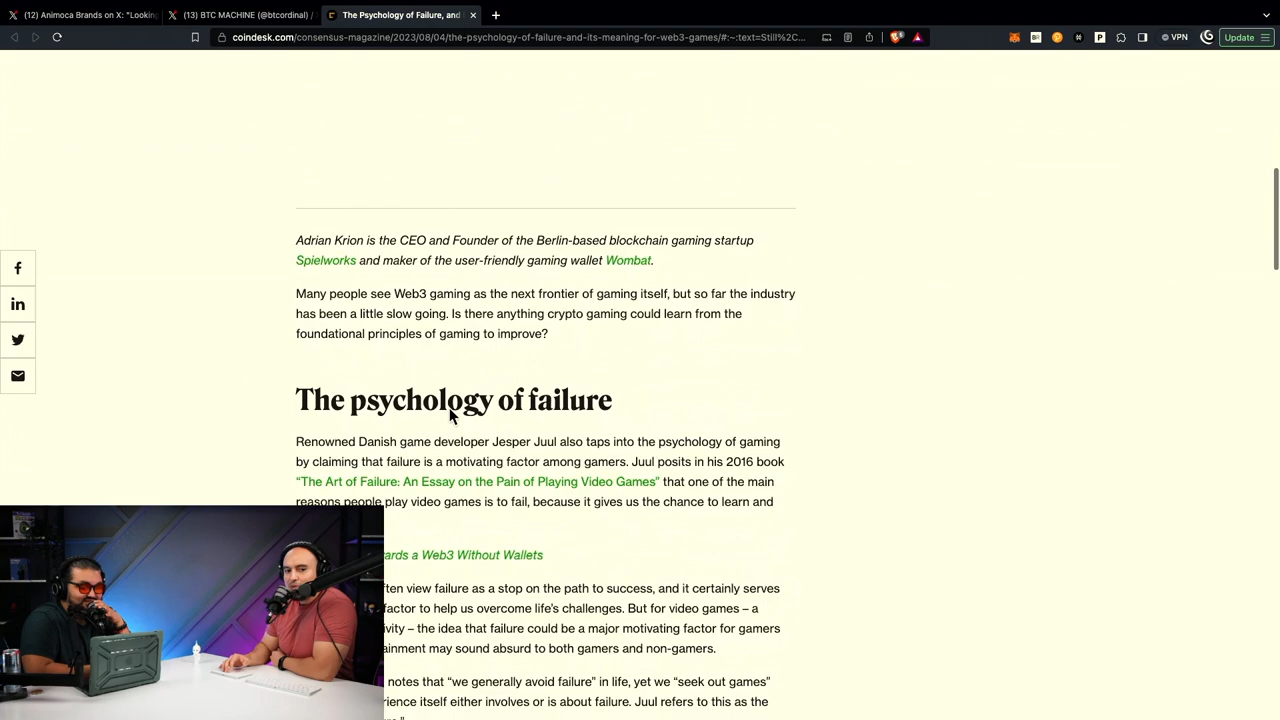 (12) Animoca Brands on X: "Looking
(13) BTC MACHINE (@btcordinal) /
The Psychology of Failure, and
coindesk.com/consensus-magazine/2023/08/04/the-psychology-of-failure-and-its-meaning-for-web3-games/#:~:text=Still%2C...
VPN
Update
Adrian Krion is the CEO and Founder of the Berlin-based blockchain gaming startup
Spielworks and maker of the user-friendly gaming wallet Wombat.
Many people see Web3 gaming as the next frontier of gaming itself, but so far the industry
has been a little slow going. Is there anything crypto gaming could learn from the
foundational principles of gaming to improve?
The psychology of failure
Renowned Danish game developer Jesper Juul also taps into the psychology of gaming
by claiming that failure is a motivating factor among gamers. Juul posits in his 2016 book
“The Art of Failure: An Essay on the Pain of Playing Video Games” that one of the main
reasons people play video games is to fail, because it gives us the chance to learn and
ards a Web3 Without Wallets
ten view failure as a stop on the path to success, and it certainly serves
factor to help us overcome life’s challenges. But for video games – a
ivity – the idea that failure could be a major motivating factor for gamers
ainment may sound absurd to both gamers and non-gamers.
notes that “we generally avoid failure” in life, yet we “seek out games”
rience itself either involves or is about failure. Juul refers to this as the